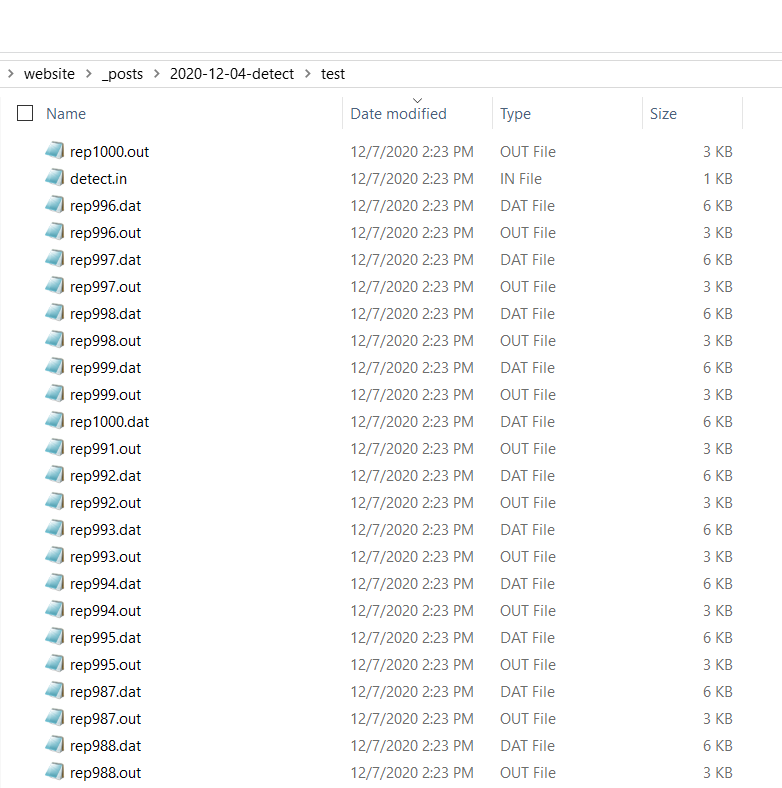 website > _posts > 2020-12-04-detect > test
Name Date modified Type Size
rep1000.out 12/7/2020 2:23 PM OUT File 3 KB
detect.in 12/7/2020 2:23 PM IN File 1 KB
rep996.dat 12/7/2020 2:23 PM DAT File 6 KB
rep996.out 12/7/2020 2:23 PM OUT File 3 KB
rep997.dat 12/7/2020 2:23 PM DAT File 6 KB
rep997.out 12/7/2020 2:23 PM OUT File 3 KB
rep998.dat 12/7/2020 2:23 PM DAT File 6 KB
rep998.out 12/7/2020 2:23 PM OUT File 3 KB
rep999.dat 12/7/2020 2:23 PM DAT File 6 KB
rep999.out 12/7/2020 2:23 PM OUT File 3 KB
rep1000.dat 12/7/2020 2:23 PM DAT File 6 KB
rep991.out 12/7/2020 2:23 PM OUT File 3 KB
rep992.dat 12/7/2020 2:23 PM DAT File 6 KB
rep992.out 12/7/2020 2:23 PM OUT File 3 KB
rep993.dat 12/7/2020 2:23 PM DAT File 6 KB
rep993.out 12/7/2020 2:23 PM OUT File 3 KB
rep994.dat 12/7/2020 2:23 PM DAT File 6 KB
rep994.out 12/7/2020 2:23 PM OUT File 3 KB
rep995.dat 12/7/2020 2:23 PM DAT File 6 KB
rep995.out 12/7/2020 2:23 PM OUT File 3 KB
rep987.dat 12/7/2020 2:23 PM DAT File 6 KB
rep987.out 12/7/2020 2:23 PM OUT File 3 KB
rep988.dat 12/7/2020 2:23 PM DAT File 6 KB
rep988.out 12/7/2020 2:23 PM OUT File 3 KB